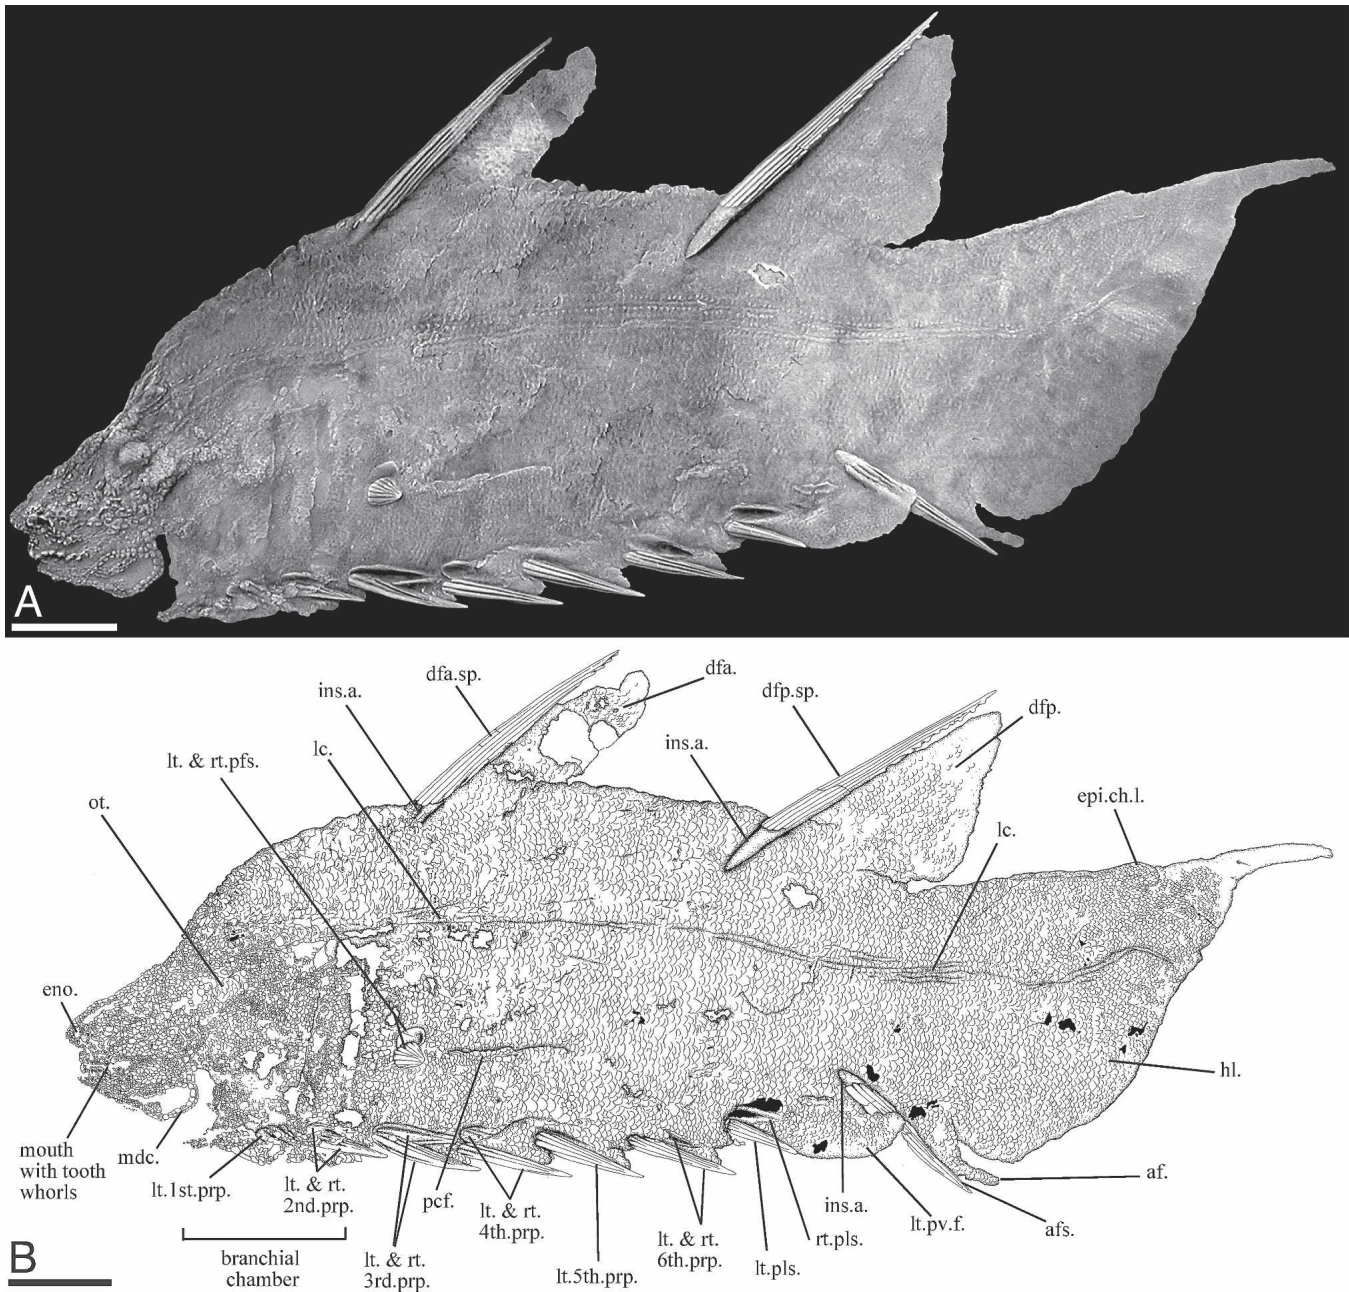 A
dfa.sp.
dfa.
ins.a.
dfp.sp.
dfp.
lc.
ins.a.
lt. & rt.pfs.
epi.ch.l.
ot.
lc.
eno.
hl.
mouth
with tooth
whorls
mdc.
lt.1st.prp.
lt. & rt.
2nd.prp.
pcf.
lt. & rt.
4th.prp.
ins.a.
af.
lt.pv.f.
afs.
rt.pls.
lt. & rt.
6th.prp.
lt.pls.
branchial
chamber
lt. & rt.
3rd.prp.
lt.5th.prp.
B